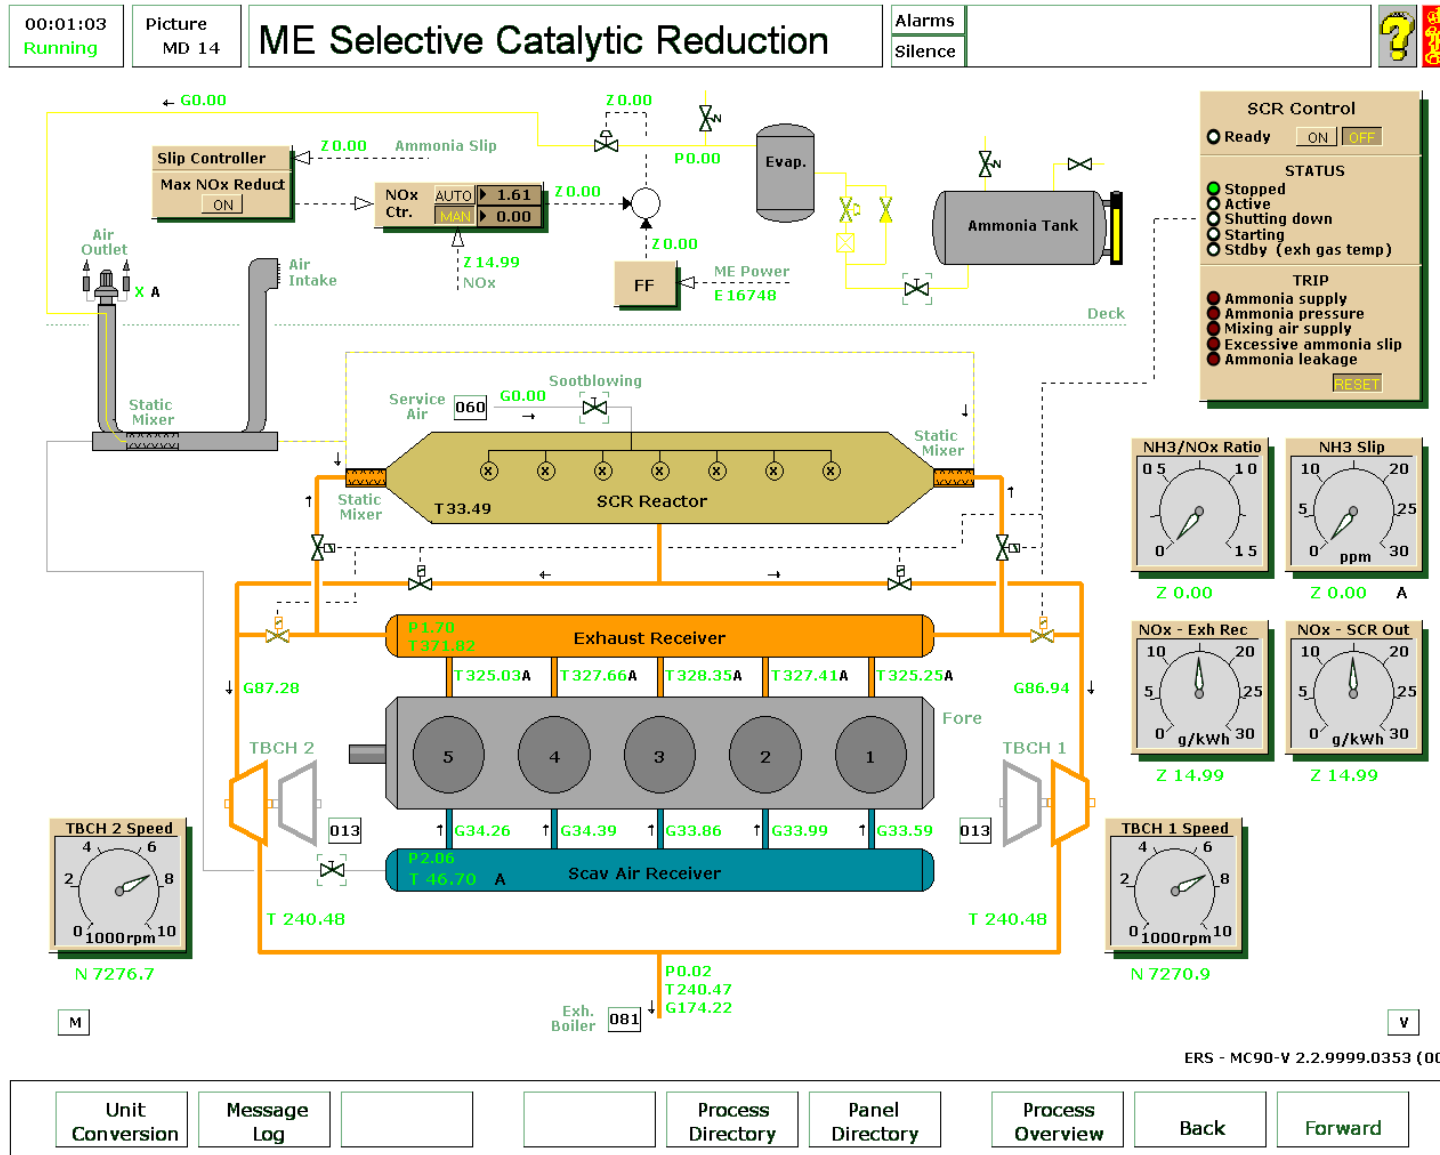 00:01:03
Running
Picture
MD 14
ME Selective Catalytic Reduction
Alarms
Silence
G0.00
Z 0.00
P0.00
Evap.
Ammonia Tank
Slip Controller
Max NOx Reduct
ON
Z 0.00
Ammonia Slip
NOx
Ctr.
AUTO
1.61
MAN
0.00
Z 0.00
Z 14.99
NOx
Z 0.00
FF
ME Power
E 16748
Air
Outlet
X A
Air
Intake
Deck
SCR Control
Ready
ON
OFF
STATUS
Stopped
Active
Shutting down
Starting
Stdby (exh gas temp)
TRIP
Ammonia supply
Ammonia pressure
Mixing air supply
Excessive ammonia slip
Ammonia leakage
RESET
Static
Mixer
Service
Air
060
G0.00
Sootblowing
Static
Mixer
Static
Mixer
T 33.49
SCR Reactor
X X X X X X X
NH3/NOx Ratio
0 5
1 0
0
1 5
Z 0.00
NH3 Slip
10
20
5
25
0
ppm
30
Z 0.00
A
P1.70
T371.82
Exhaust Receiver
NOx - Exh Rec
10
20
5
25
0
g/kWh
30
Z 14.99
NOx - SCR Out
10
20
5
25
0
g/kWh
30
Z 14.99
G87.28
T 325.03A
T 327.66A
T 328.35A
T 327.41A
T 325.25A
G86.94
Fore
5
4
3
2
1
TBCH 2
TBCH 1
013
G34.26
G34.39
G33.86
G33.99
G33.59
013
P2.06
T 46.70 A
Scav Air Receiver
TBCH 2 Speed
4
6
2
8
0
1000rpm
10
N 7276.7
TBCH 1 Speed
4
6
2
8
0
1000rpm
10
N 7270.9
T 240.48
T 240.48
P0.02
T240.47
G174.22
Exh.
Boiler
081
M
V
ERS - MC90-V 2.2.9999.0353 (00
Unit
Conversion
Message
Log
Process
Directory
Panel
Directory
Process
Overview
Back
Forward